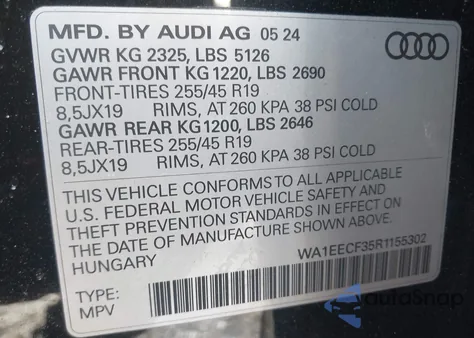 MFD. BY AUDI AG 05 24
GVWR KG 2325, LBS 5126
GAWR FRONT KG 1220, LBS 2690
FRONT-TIRES 255/45 R19
8,5JX19 RIMS, AT 260 KPA 38 PSI COLD
GAWR REAR KG 1200, LBS 2646
REAR-TIRES 255/45 R19
8,5JX19 RIMS, AT 260 KPA 38 PSI COLD
THIS VEHICLE CONFORMS TO ALL APPLICABLE
U.S. FEDERAL MOTOR VEHICLE SAFETY AND
THEFT PREVENTION STANDARDS IN EFFECT ON
THE DATE OF MANUFACTURE SHOWN ABOVE.
HUNGARY
WA1EECF35R1155302
TYPE:
MPV
autoSnap